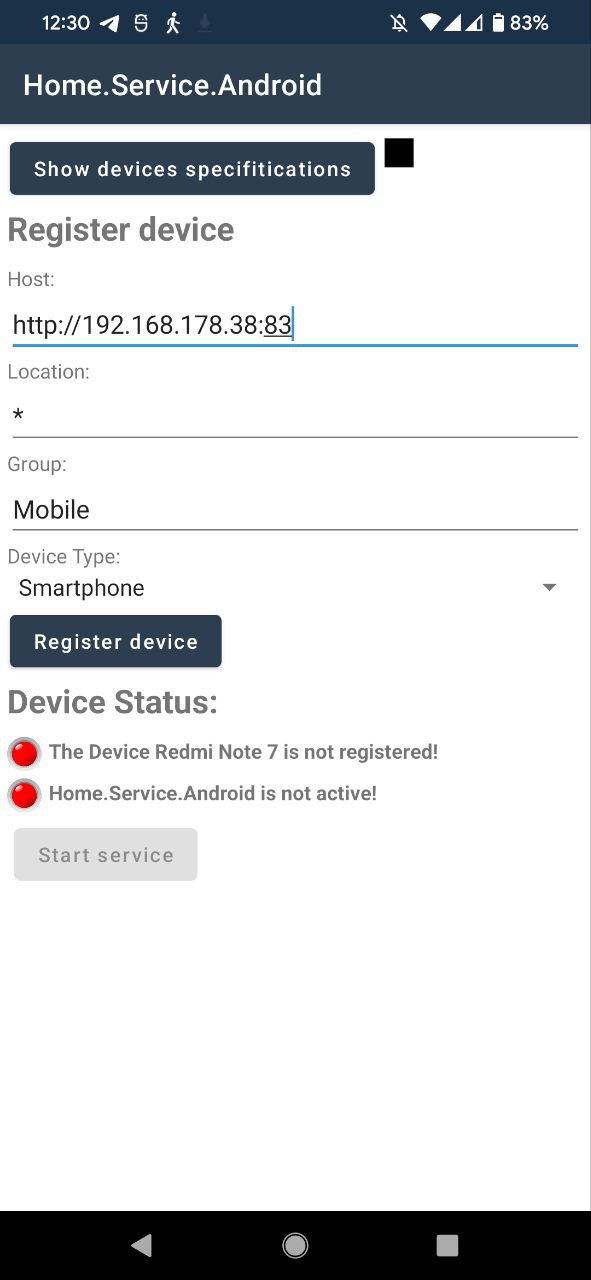 12:30 83%
Home.Service.Android
Show devices specifitications
Register device
Host:
http://192.168.178.38:83
Location:
*
Group:
Mobile
Device Type:
Smartphone
Register device
Device Status:
The Device Redmi Note 7 is not registered!
Home.Service.Android is not active!
Start service